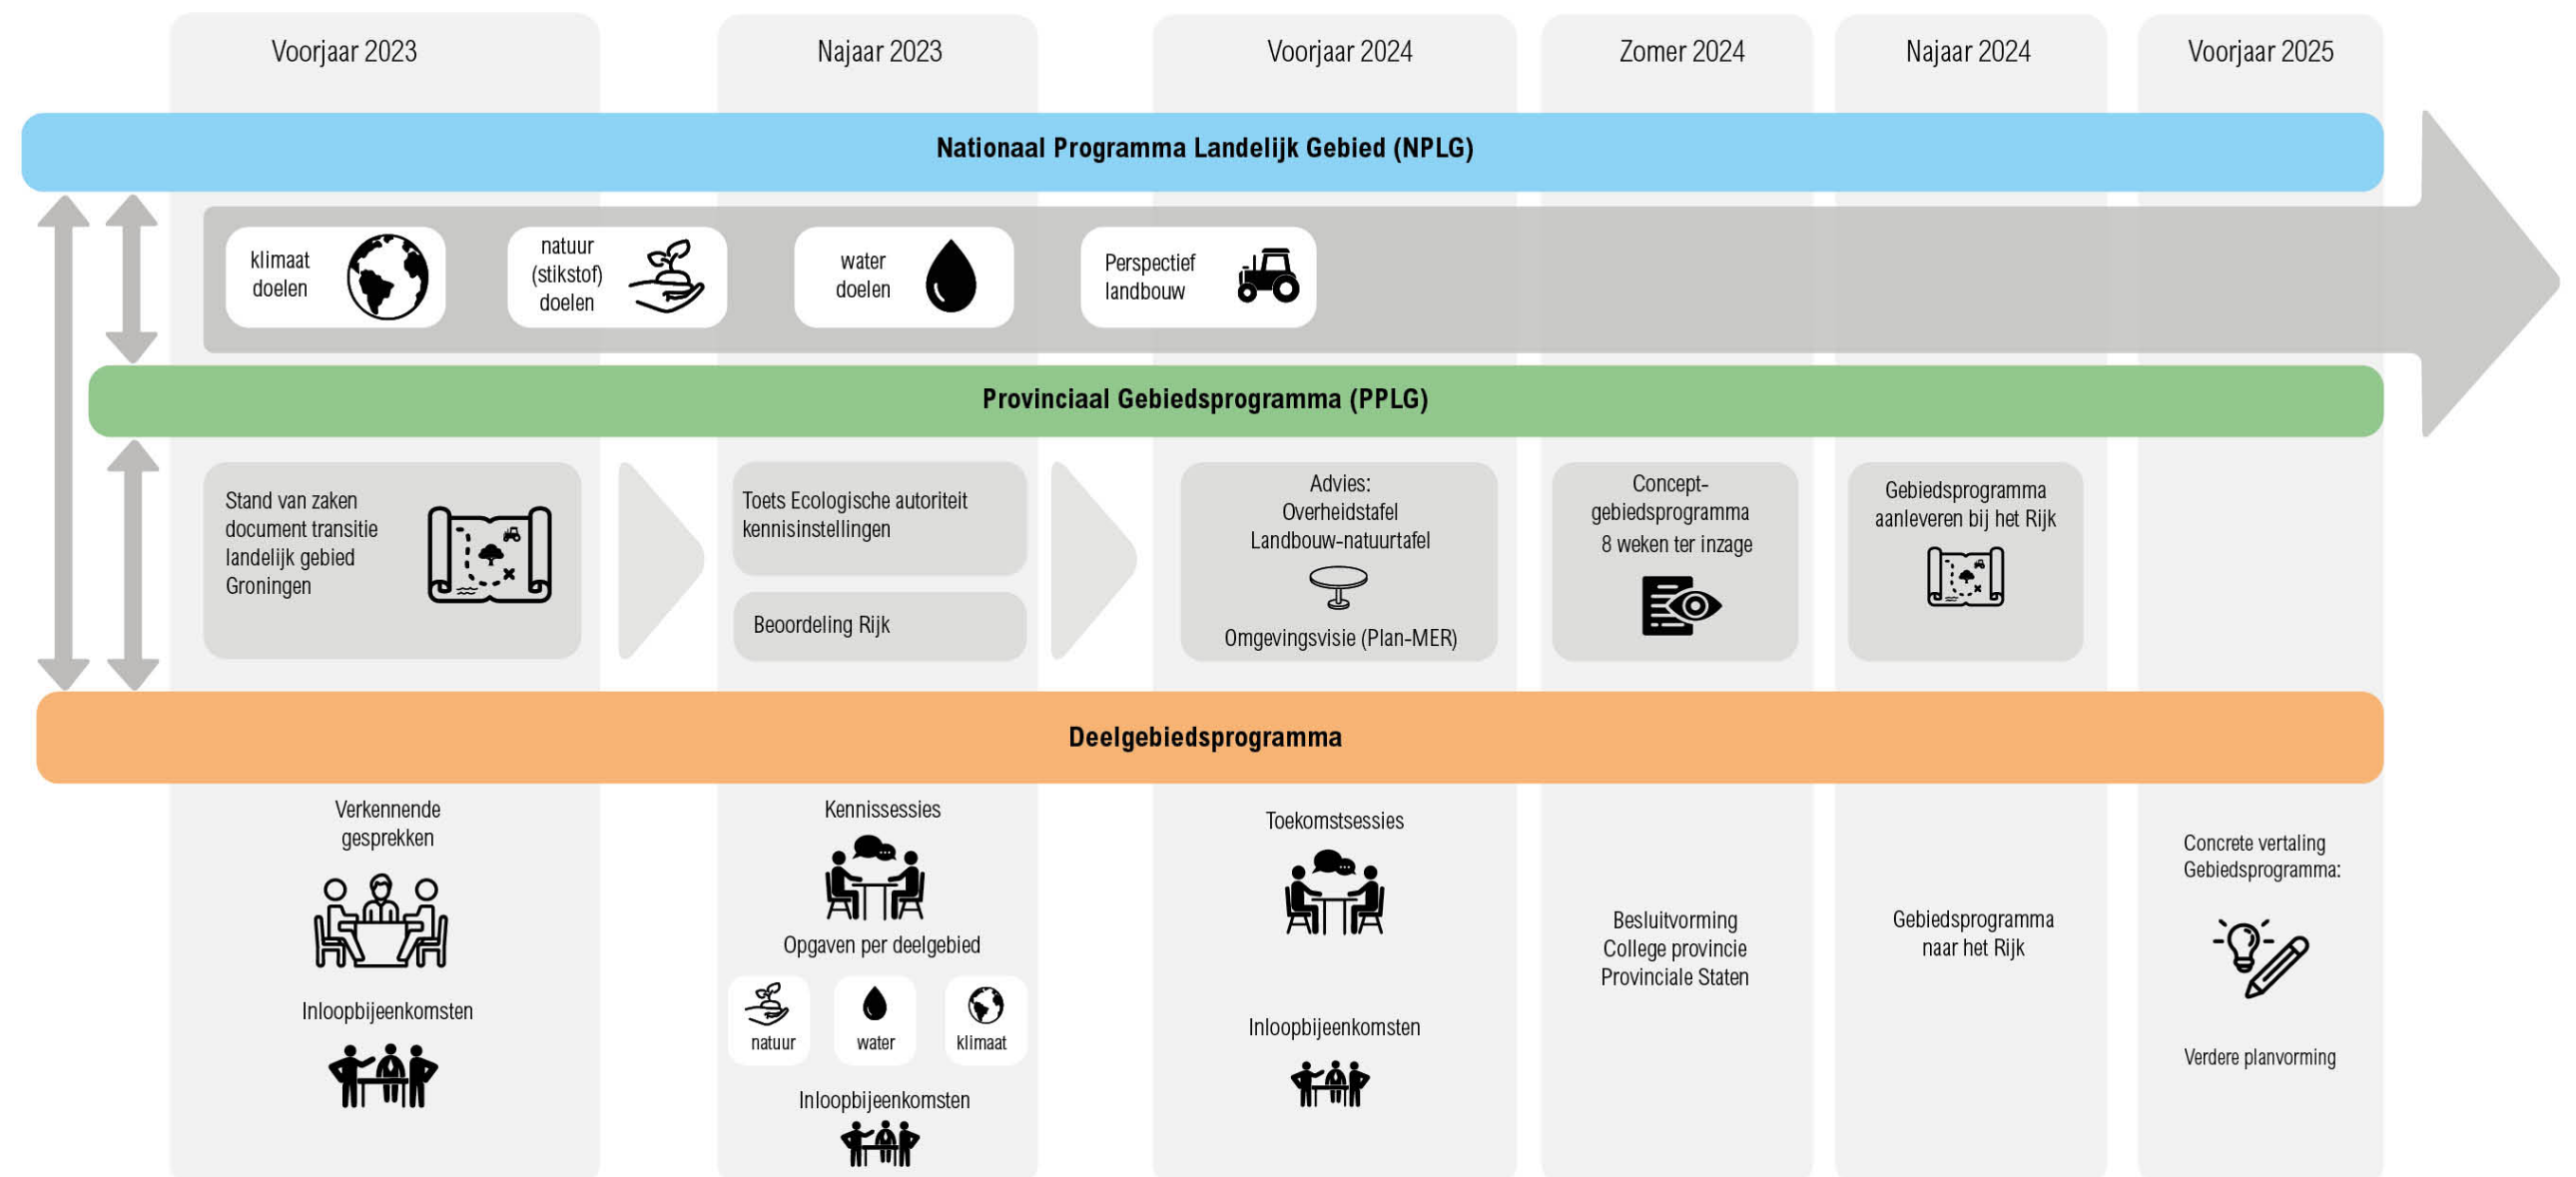 Voorjaar 2023
Najaar 2023
Voorjaar 2024
Zomer 2024
Najaar 2024
Voorjaar 2025
Nationaal Programma Landelijk Gebied (NPLG)
klimaat
doelen
natuur
(stikstof)
doelen
water
doelen
Perspectief
landbouw
Provinciaal Gebiedsprogramma (PPLG)
Stand van zaken
document transitie
landelijk gebied
Groningen
Toets Ecologische autoriteit
kennisinstellingen
Beoordeling Rijk
Advies:
Overheidstafel
Landbouw-natuurtafel
Omgevingsvisie (Plan-MER)
Concept-
gebiedsprogramma
8 weken ter inzage
Gebiedsprogramma
aanleveren bij het Rijk
Deelgebiedsprogramma
Verkennende
gesprekken
Inloopbijeenkomsten
Kennissessies
Opgaven per deelgebied
natuur
water
klimaat
Inloopbijeenkomsten
Toekomstsessies
Inloopbijeenkomsten
Besluitvorming
College provincie
Provinciale Staten
Gebiedsprogramma
naar het Rijk
Concrete vertaling
Gebiedsprogramma:
Verdere planvorming